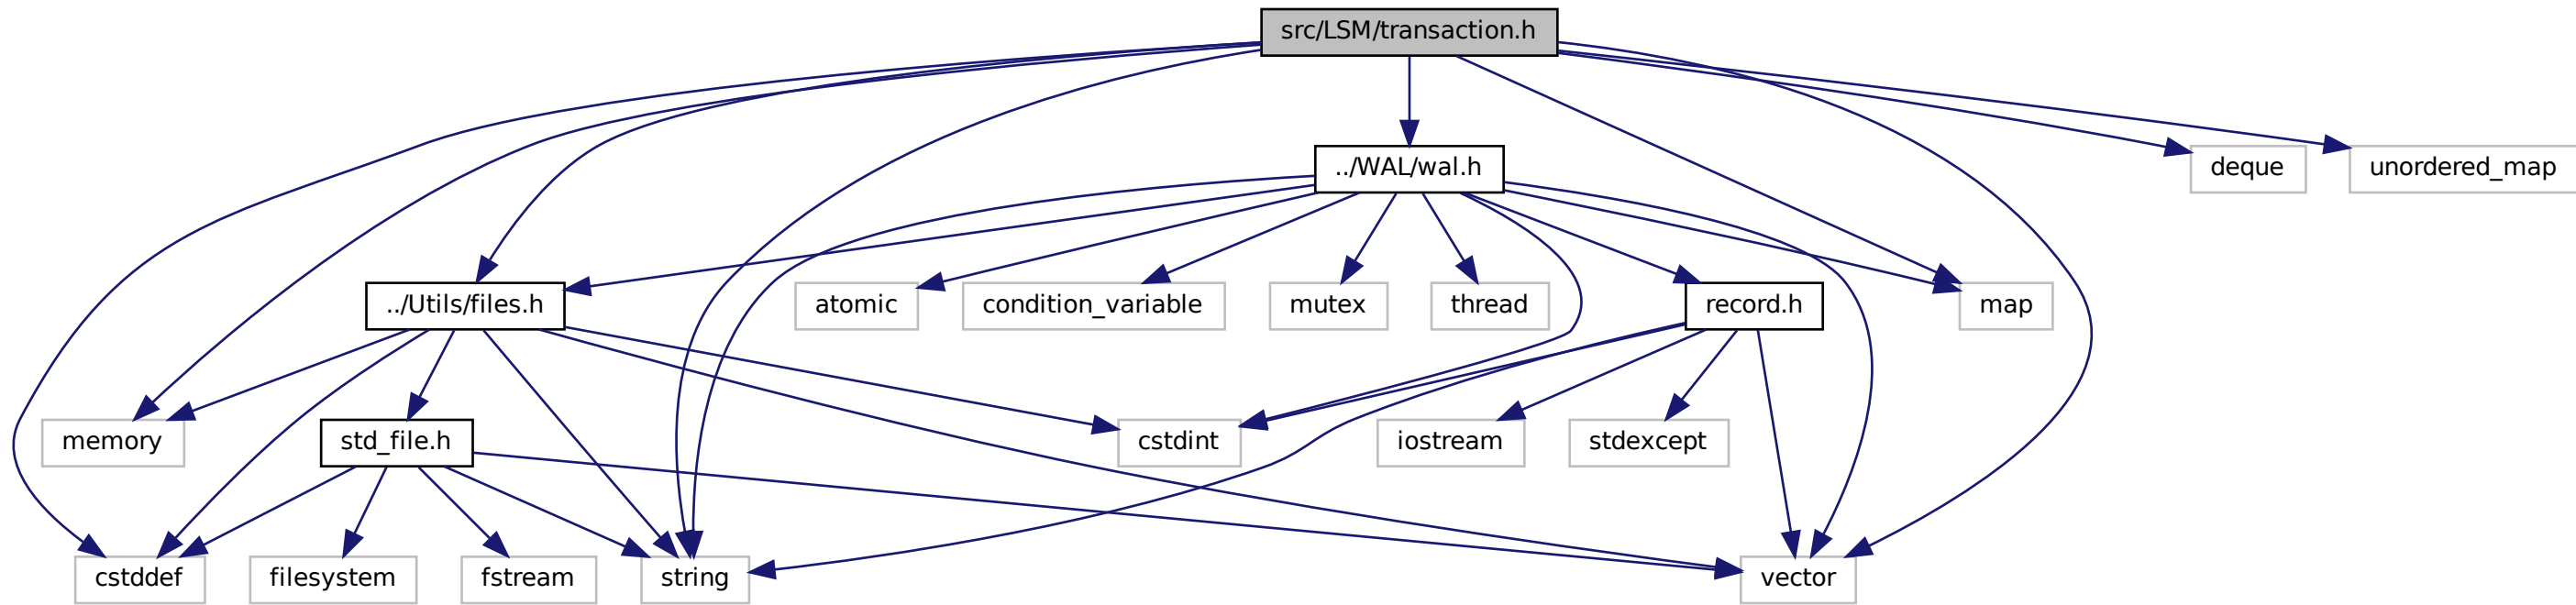 src/LSM/transaction.h
../WAL/wal.h
deque
unordered_map
../Utils/files.h
atomic
condition_variable
mutex
thread
record.h
map
memory
std_file.h
cstdint
iostream
stdexcept
cstddef
filesystem
fstream
string
vector